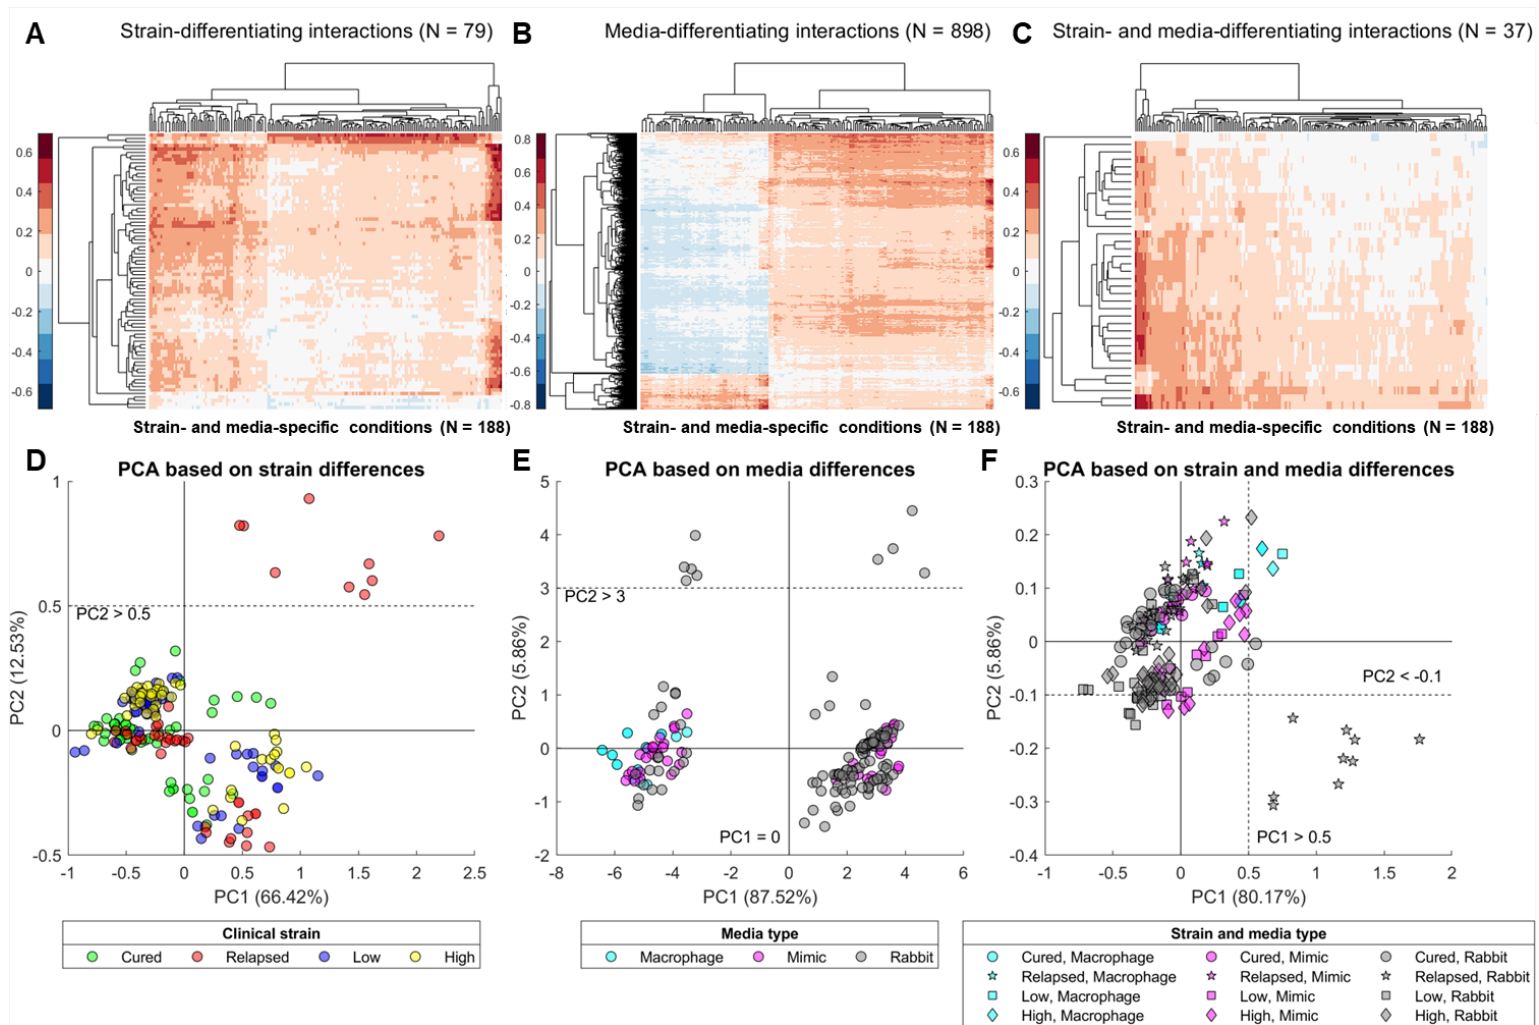 A Strain-differentiating interactions (N = 79)
B Media-differentiating interactions (N = 898)
C Strain- and media-differentiating interactions (N = 37)
0.6
0.4
0.2
0
-0.2
-0.4
-0.6
0.8
0.6
0.4
0.2
0
-0.2
-0.4
-0.6
-0.8
0.6
0.4
0.2
0
-0.2
-0.4
-0.6
Strain- and media-specific conditions (N = 188)
Strain- and media-specific conditions (N = 188)
Strain- and media-specific conditions (N = 188)
D PCA based on strain differences
1
0.5
0
-0.5
PC2 (12.53%)
PC2 > 0.5
-1 -0.5 0 0.5 1 1.5 2 2.5
PC1 (66.42%)
Clinical strain
Cured Relapsed Low High
E PCA based on media differences
5
4
3
2
1
0
-1
-2
PC2 (5.86%)
PC2 > 3
PC1 = 0
-8 -6 -4 -2 0 2 4 6
PC1 (87.52%)
Media type
Macrophage Mimic Rabbit
F PCA based on strain and media differences
0.3
0.2
0.1
0
-0.1
-0.2
-0.3
-0.4
PC2 (5.86%)
PC2 < -0.1
PC1 > 0.5
-1 -0.5 0 0.5 1 1.5 2
PC1 (80.17%)
Strain and media type
Cured, Macrophage Cured, Mimic Cured, Rabbit
Relapsed, Macrophage Relapsed, Mimic Relapsed, Rabbit
Low, Macrophage Low, Mimic Low, Rabbit
High, Macrophage High, Mimic High, Rabbit